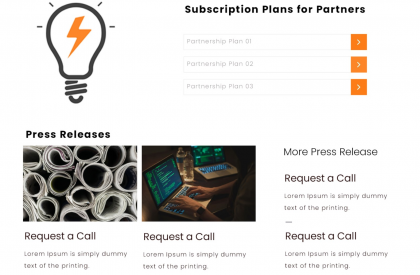 Subscription Plans for Partners
Partnership Plan 01
Partnership Plan 02
Partnership Plan 03
Press Releases
More Press Release
Request a Call
Lorem Ipsum is simply dummy
text of the printing.
Request a Call
Lorem Ipsum is simply dummy
text of the printing.
Request a Call
Lorem Ipsum is simply dummy
text of the printing.
Request a Call
Lorem Ipsum is simply dummy
text of the printing.